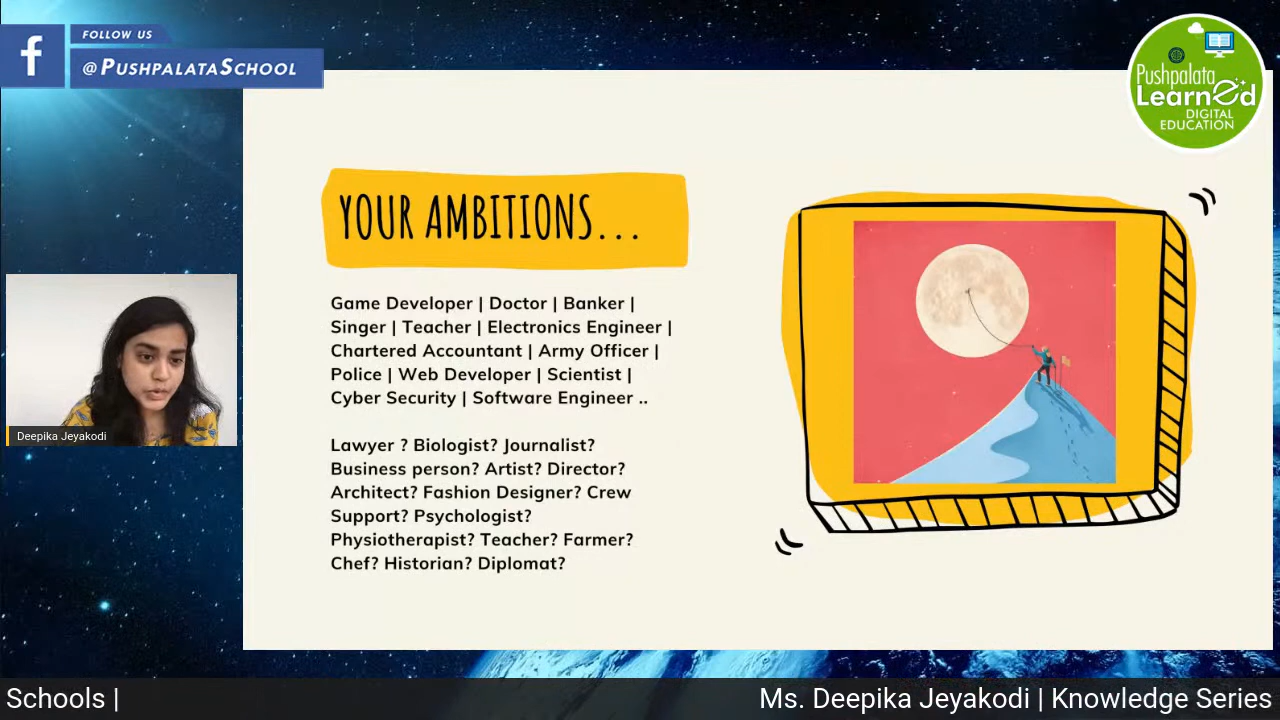 FOLLOW US
@PUSHPALATASCHOOL
Pushpalata
Learned
DIGITAL
EDUCATION
YOUR AMBITIONS...
Game Developer | Doctor | Banker |
Singer | Teacher | Electronics Engineer |
Chartered Accountant | Army Officer |
Police | Web Developer | Scientist |
Cyber Security | Software Engineer ..
Lawyer ? Biologist? Journalist?
Business person? Artist? Director?
Architect? Fashion Designer? Crew
Support? Psychologist?
Physiotherapist? Teacher? Farmer?
Chef? Historian? Diplomat?
Deepika Jeyakodi
Schools |
Ms. Deepika Jeyakodi | Knowledge Series